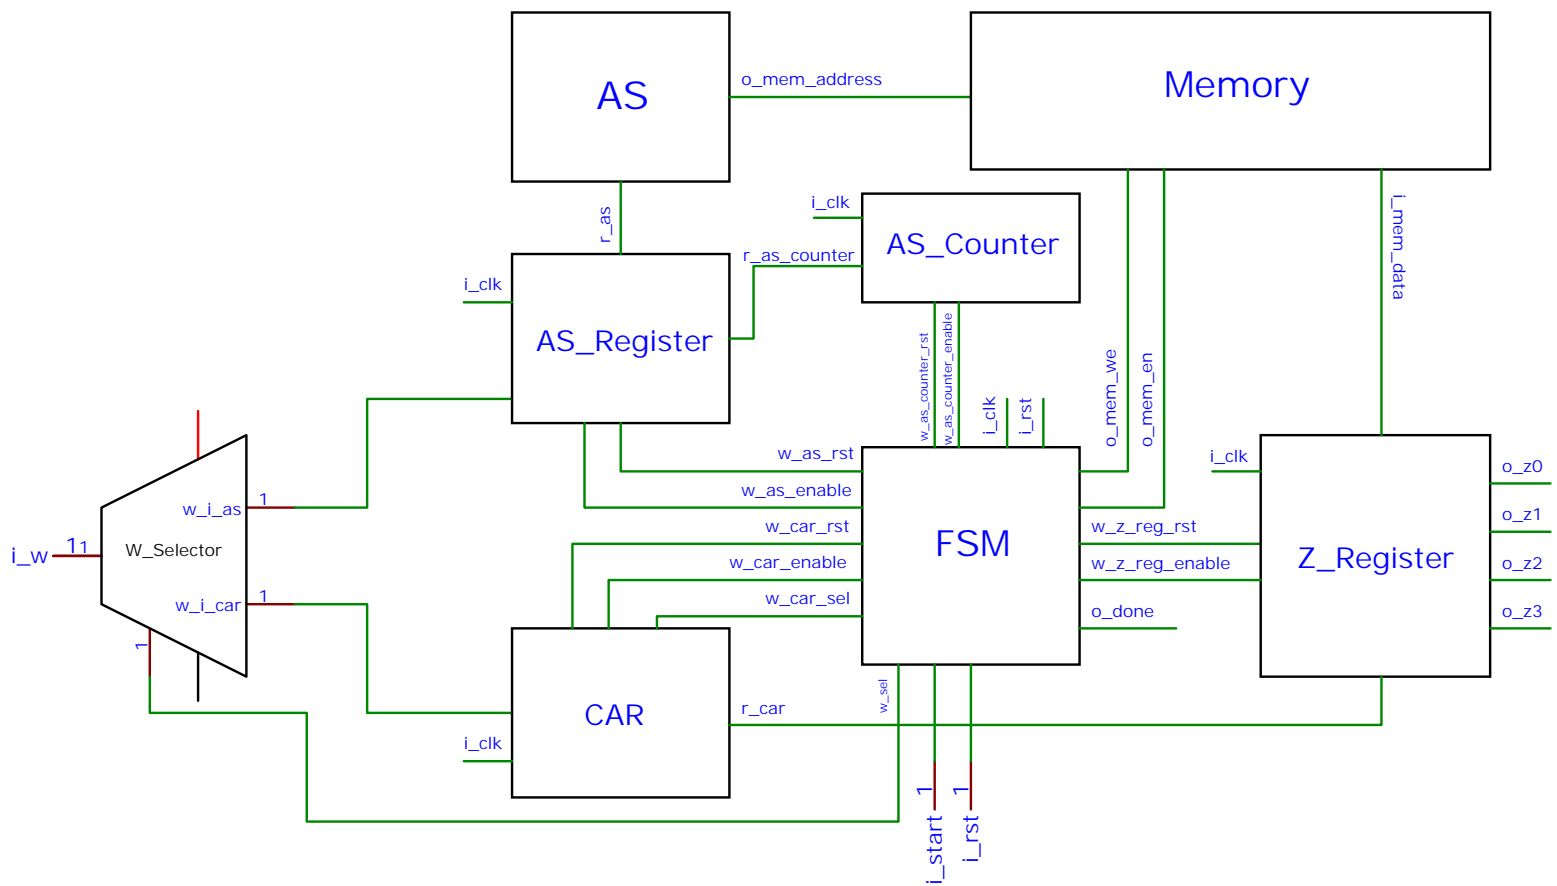 AS
o_mem_address
Memory
r_as
i_clk
AS_Counter
r_as_counter
i_mem_data
i_clk
AS_Register
w_as_counter_rst
w_as_counter_enable
i_clk
i_rst
o_mem_we
o_mem_en
w_as_rst
w_as_enable
w_car_rst
w_car_enable
w_car_sel
FSM
w_z_reg_rst
w_z_reg_enable
o_done
i_clk
Z_Register
o_z0
o_z1
o_z2
o_z3
w_i_as
1
i_w
1
1
W_Selector
w_i_car
1
1
CAR
i_clk
r_car
w_sel
1
i_start
1
i_rst